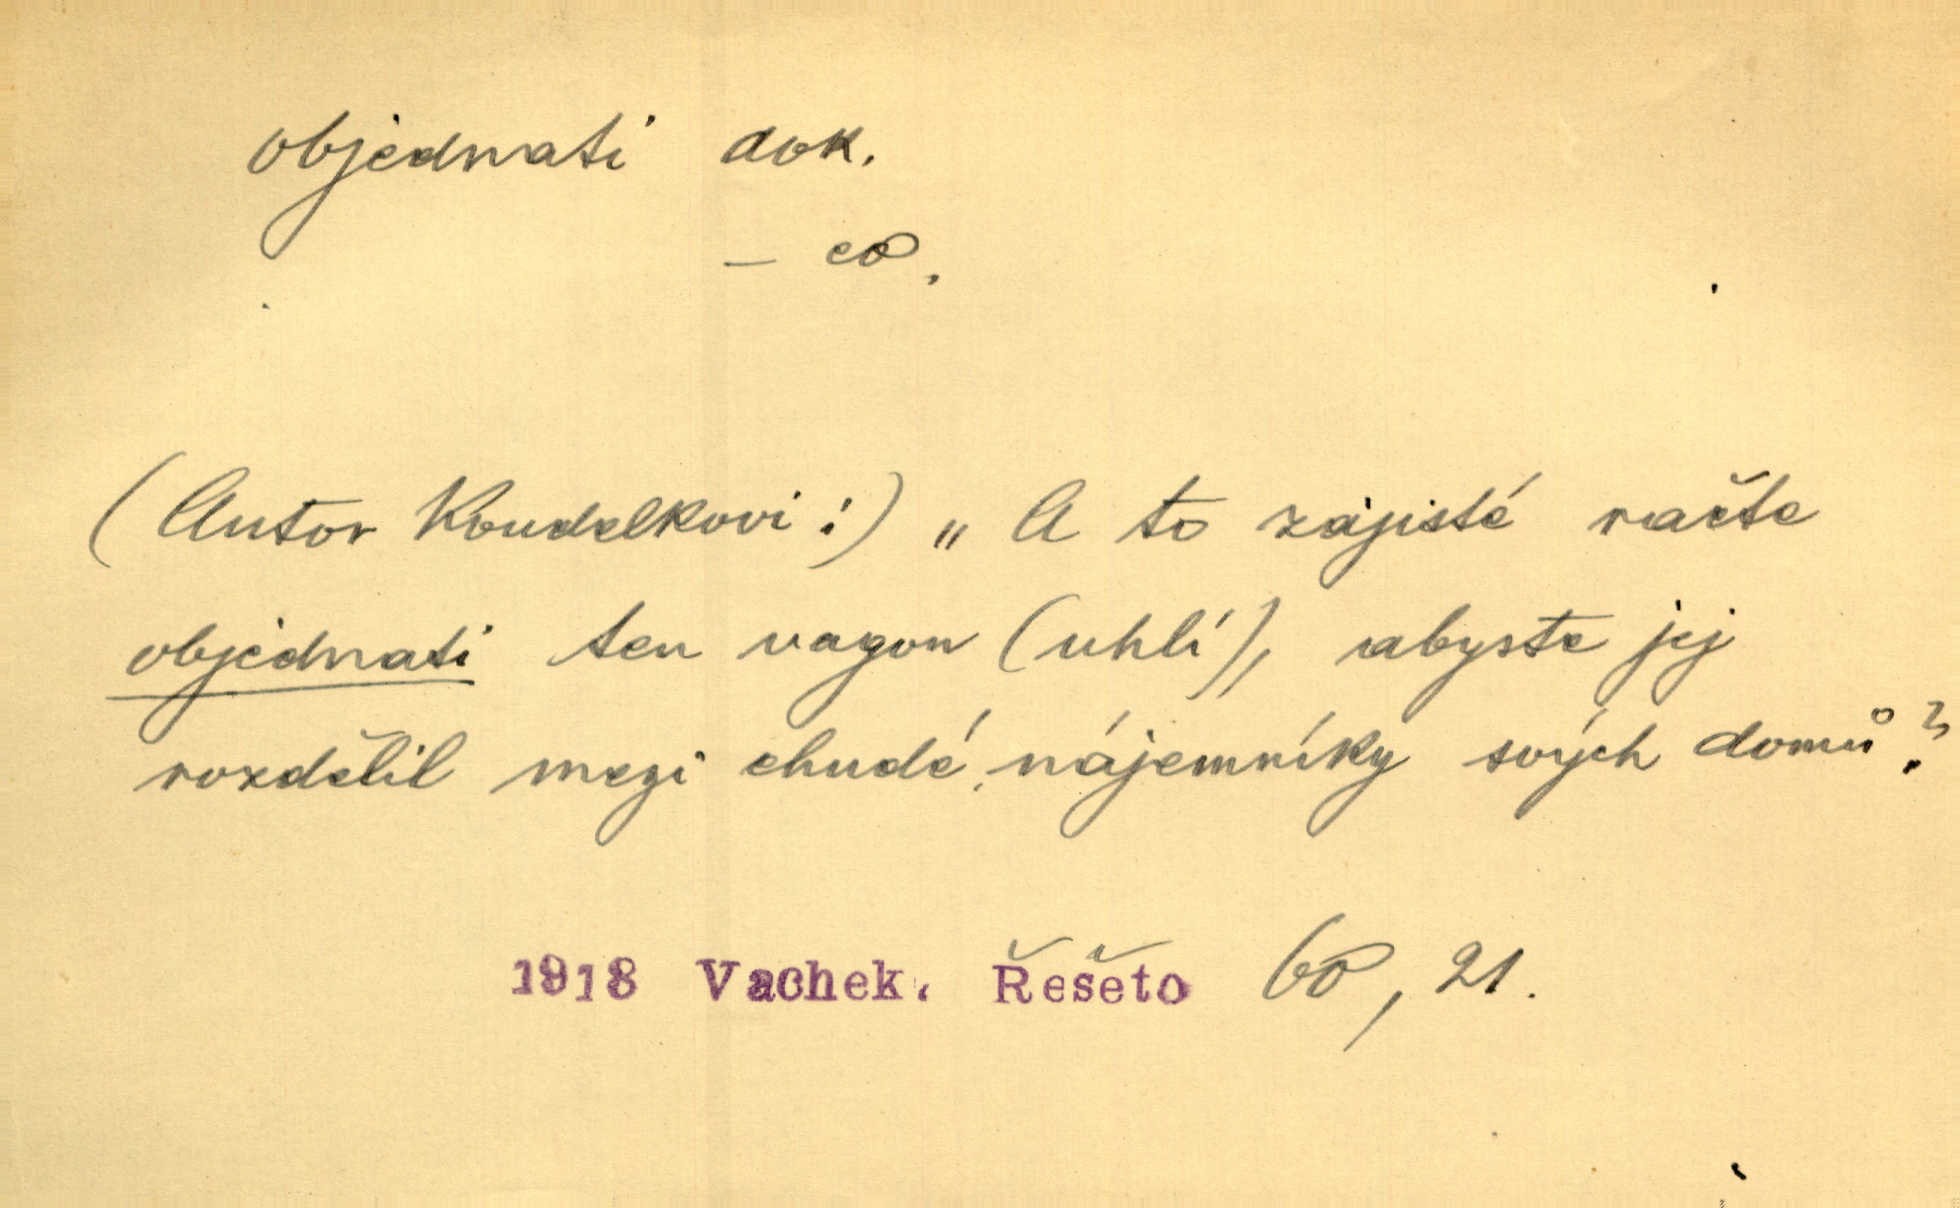 objednati dok.
– co.
(Autor Koudelkovi:) „A to zajisté račte
objednati ten vagon (uhlí), abyste jej
rozdělil mezi chudé nájemníky svých domů?
1918 Vachek. Řešeto 60, 21.